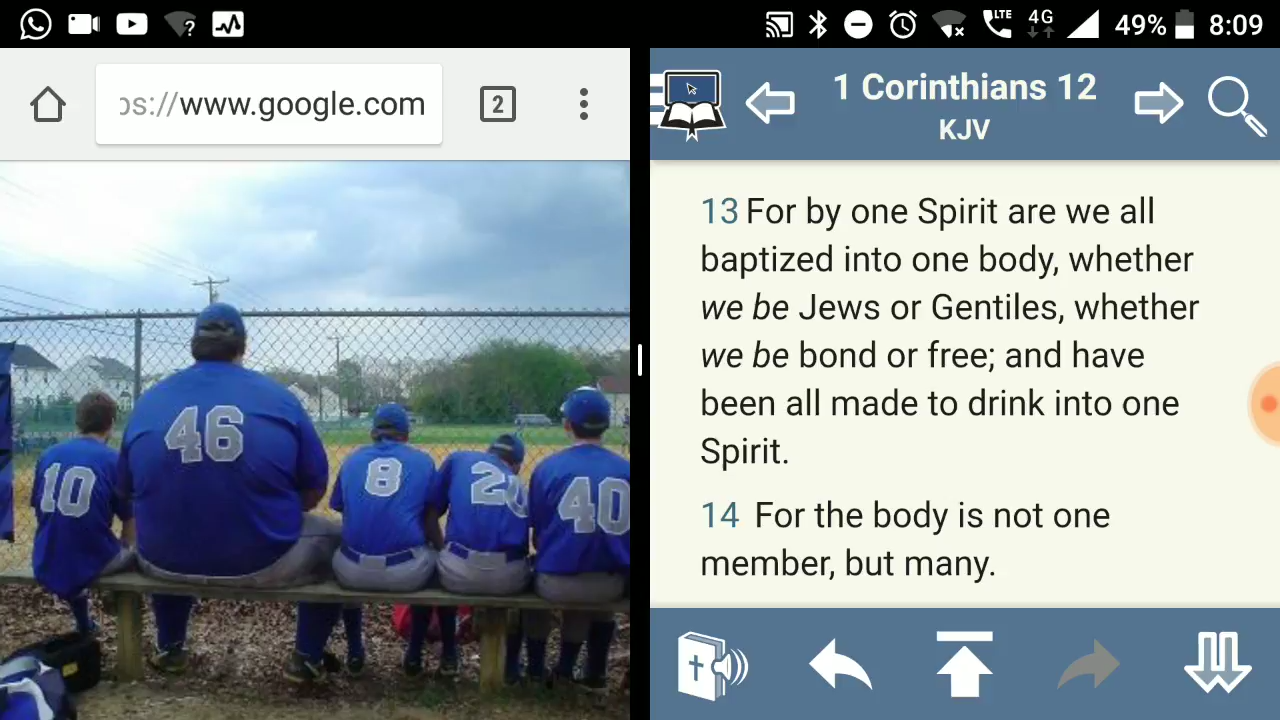 ?
LTE
4G
49%
8:09
ps://www.google.com
2
1 Corinthians 12
KJV
13 For by one Spirit are we all
baptized into one body, whether
we be Jews or Gentiles, whether
we be bond or free; and have
been all made to drink into one
Spirit.
14 For the body is not one
member, but many.
10
46
8
40